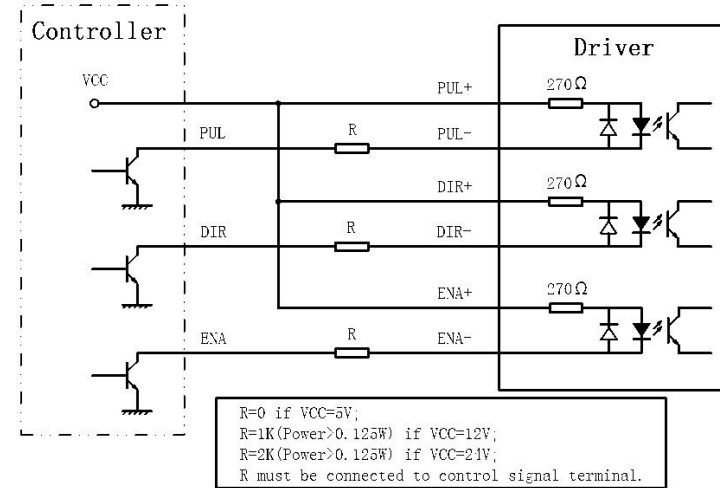 Controller
Driver
VCC
PUL+
270Ω
PUL
R
PUL-
DIR+
270Ω
DIR
R
DIR-
ENA+
270Ω
ENA
R
ENA-
R=0 if VCC=5V;
R=1K(Power>0.125W) if VCC=12V;
R=2K(Power>0.125W) if VCC=24V;
R must be connected to control signal terminal.